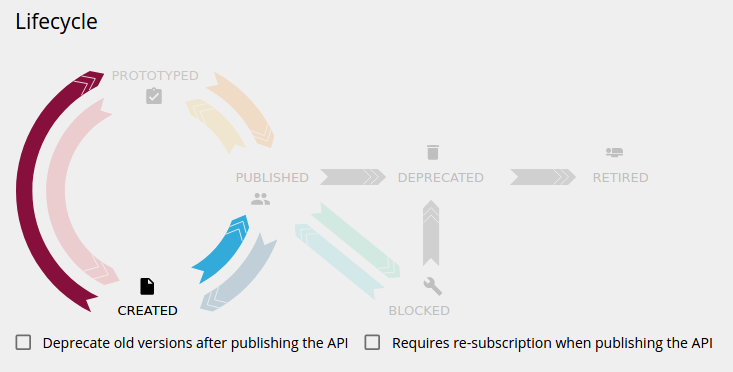 Lifecycle
PROTOTYPED
PUBLISHED
DEPRECATED
RETIRED
CREATED
BLOCKED
Deprecate old versions after publishing the API
Requires re-subscription when publishing the API